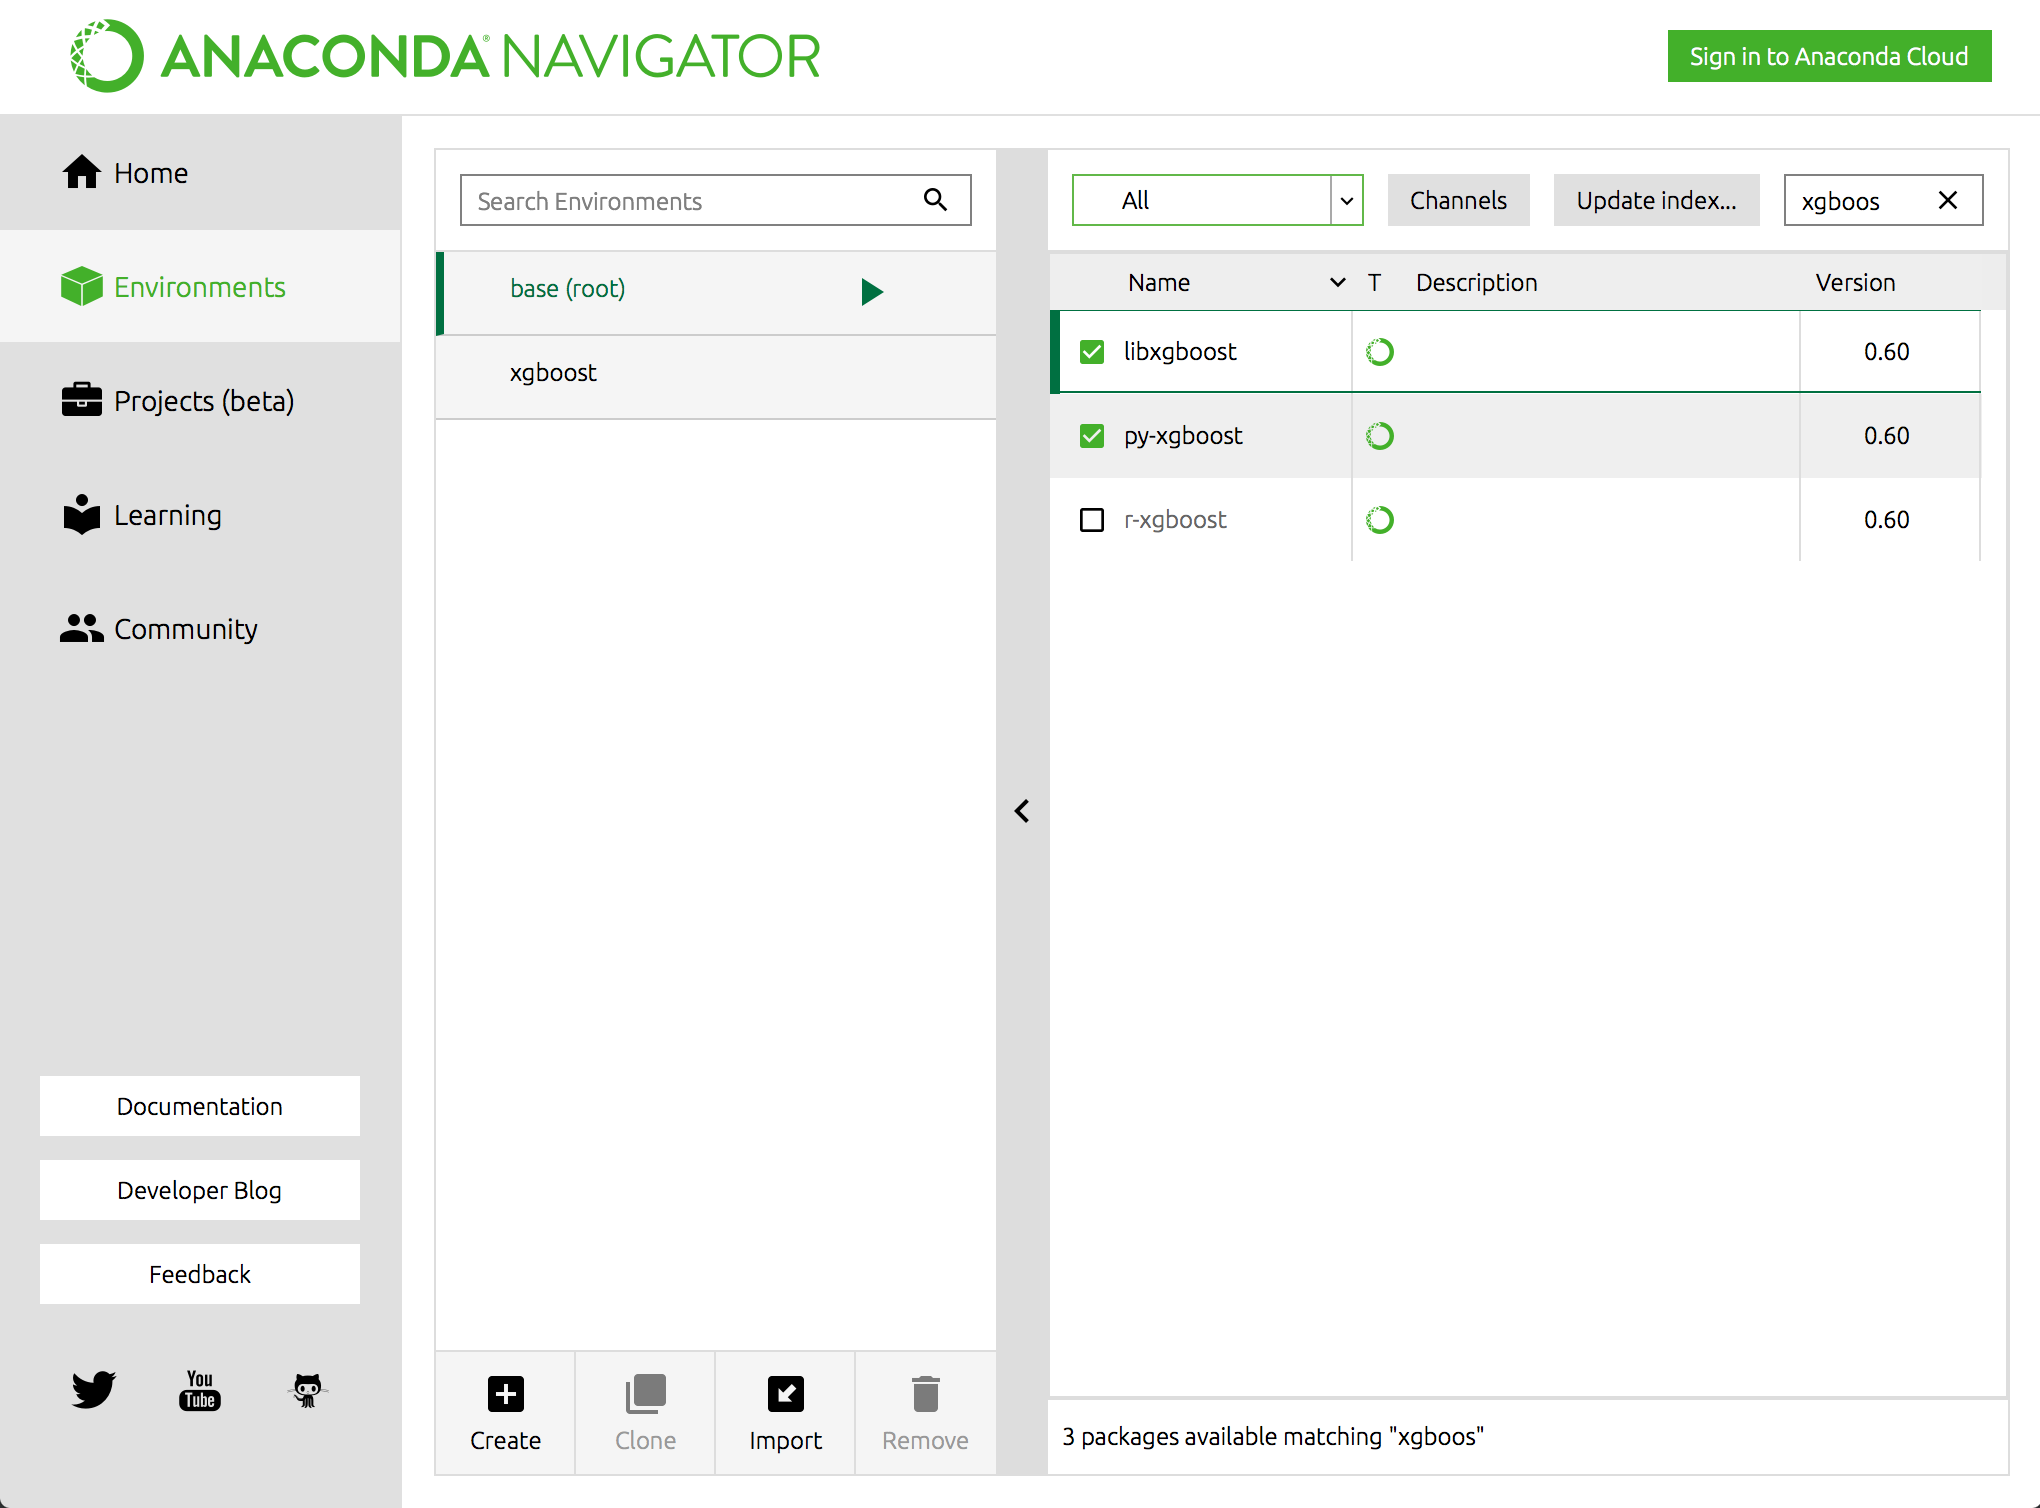 ANACONDA® NAVIGATOR
Sign in to Anaconda Cloud
Home
Environments
Projects (beta)
Learning
Community
Documentation
Developer Blog
Feedback
You
Tube
Search Environments
base (root)
xgboost
Create
Clone
Import
Remove
All
Channels
Update index...
xgboos
Name T Description Version
libxgboost 0.60
py-xgboost 0.60
r-xgboost 0.60
3 packages available matching "xgboos"